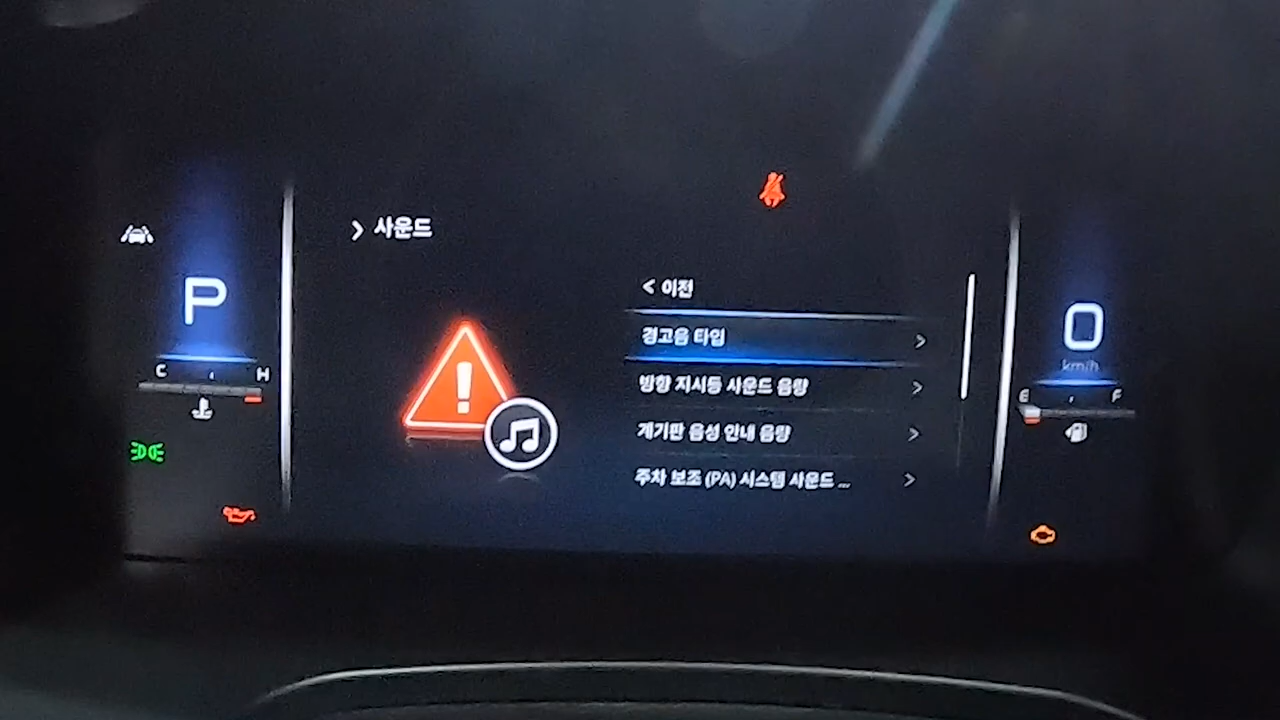 사운드
< 이전
P
경고음 타입 >
0
km/h
C H
방향 지시등 사운드 음량 >
E F
계기판 음성 안내 음량 >
주차 보조 (PA) 시스템 사운드 ... >